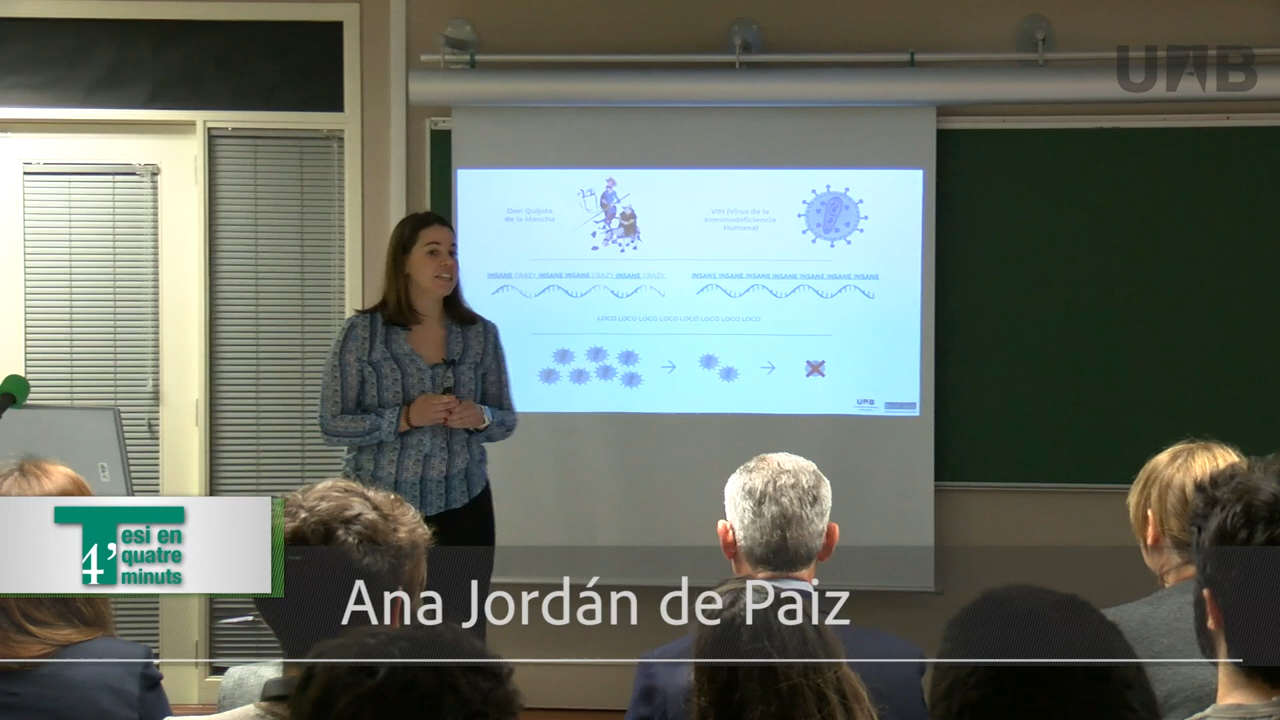 UAB
Don Quijote
de la Mancha
VIH (Virus de la
Inmunodeficiencia
Humana)
INSANE CRAZY INSANE INSANE CRAZY INSANE CRAZY
INSANE INSANE INSANE INSANE INSANE INSANE INSANE
LOCO LOCO LOCO LOCO LOCO LOCO LOCO LOCO
UAB
Tesi en
4' quatre
minuts
Ana Jordán de Paiz